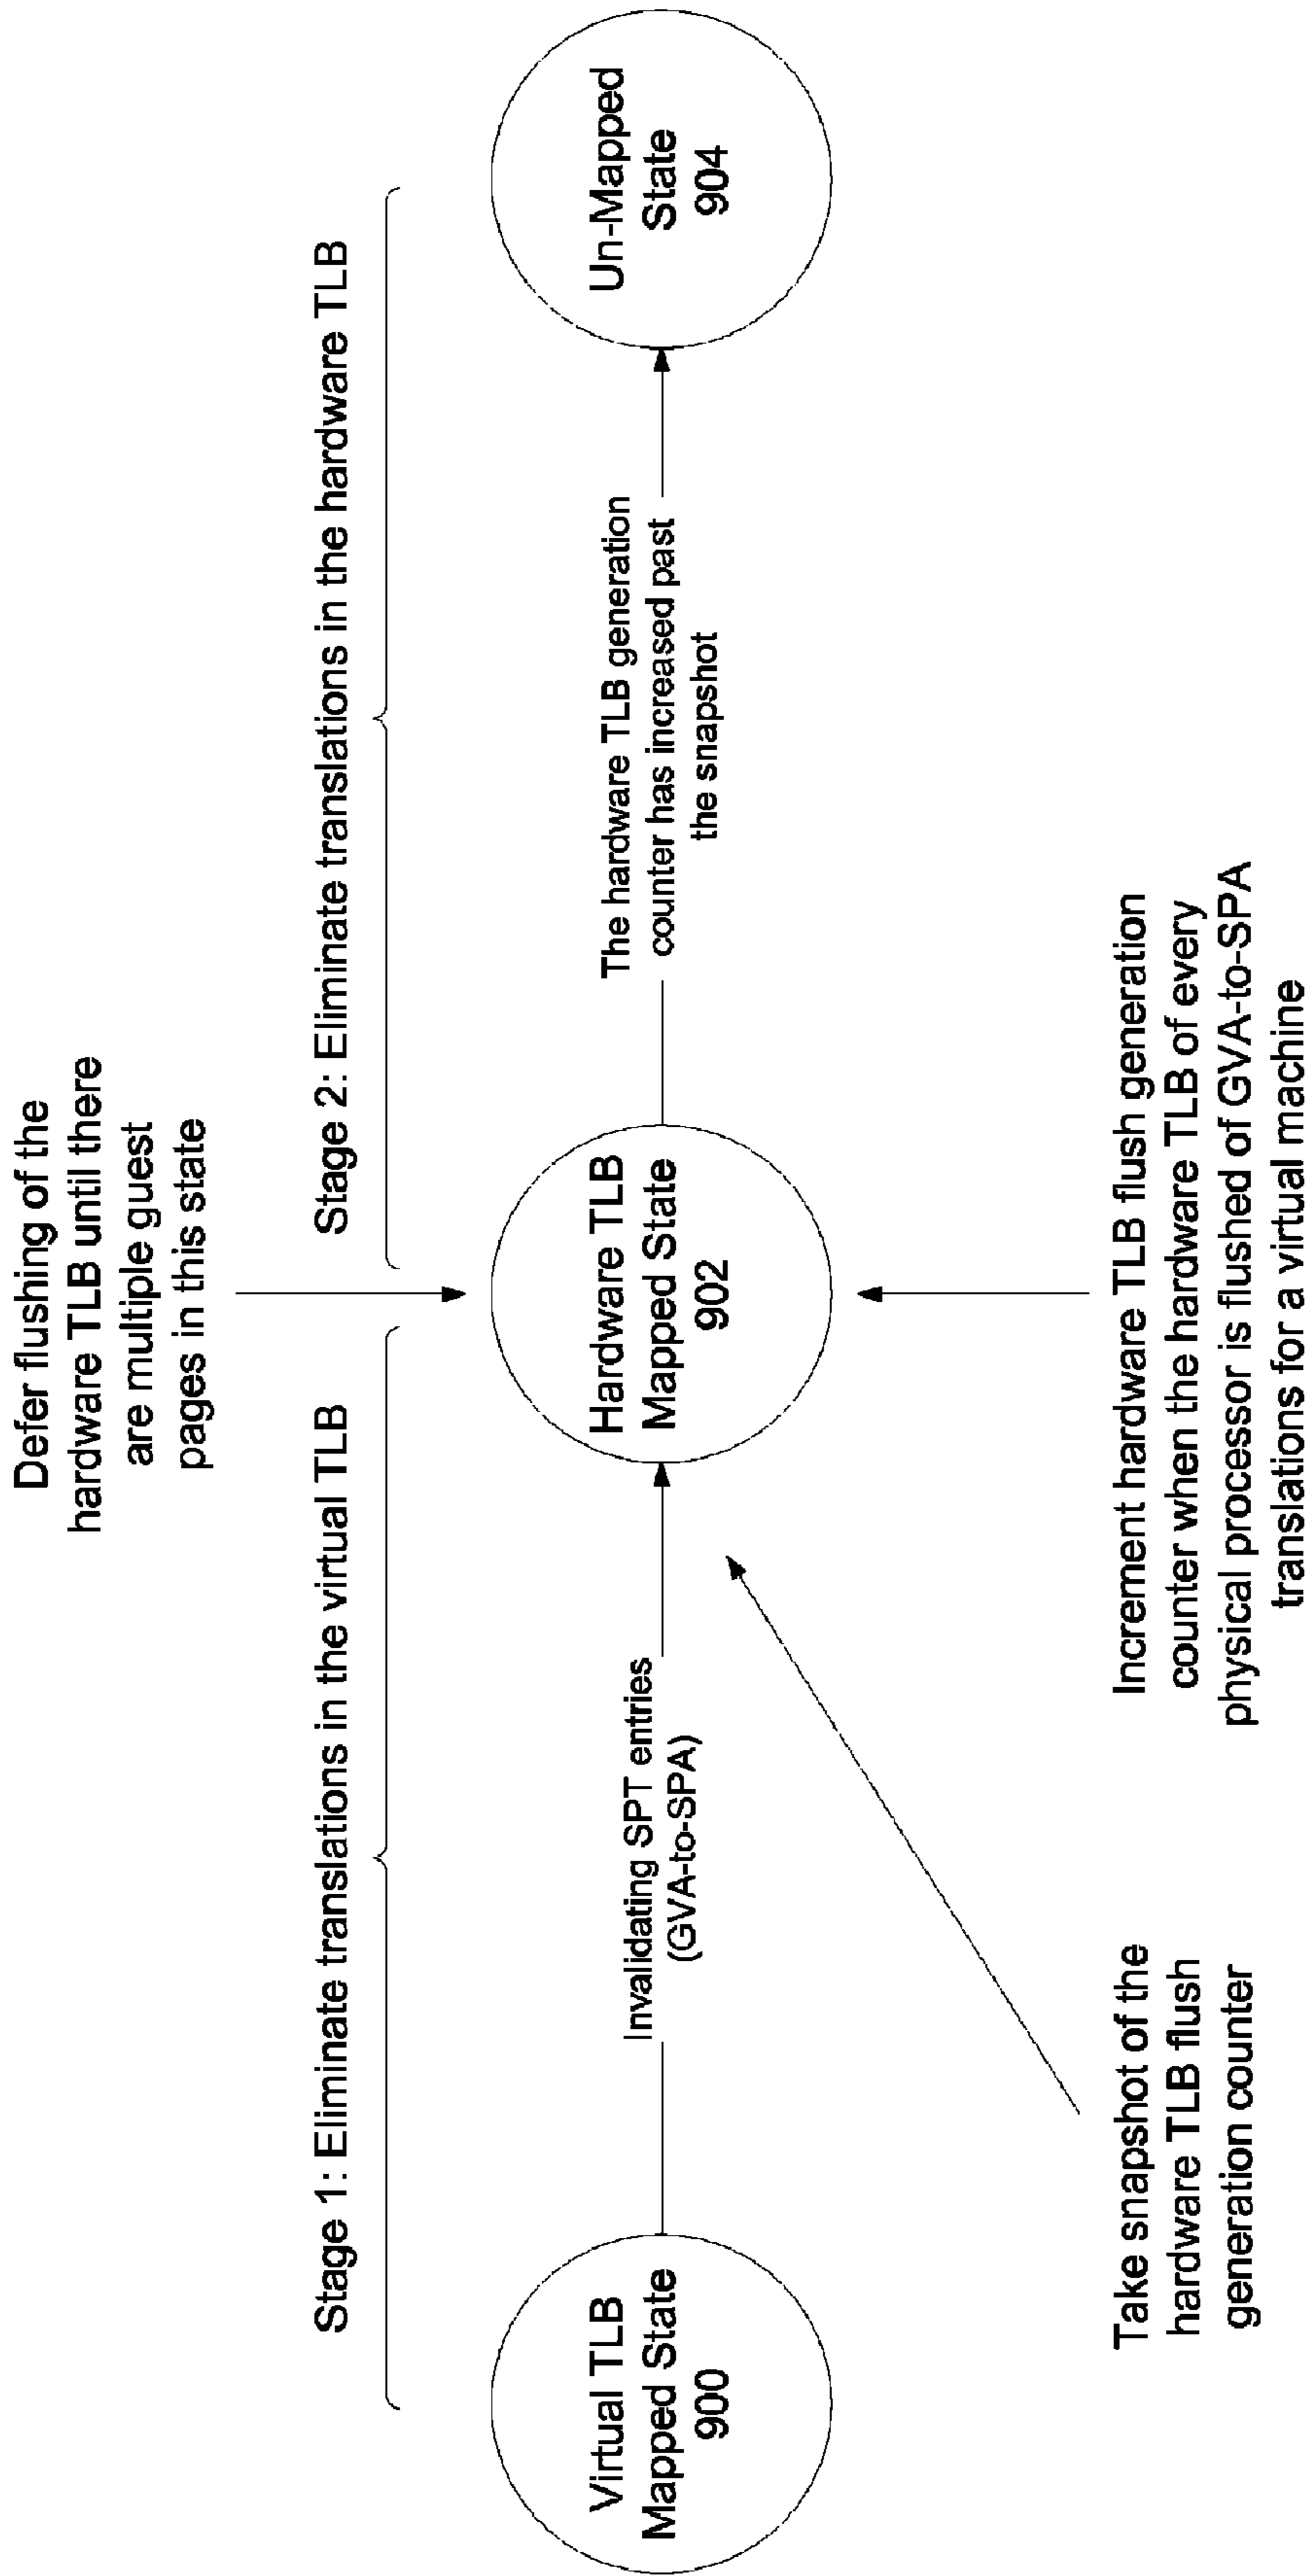 Defer flushing of the
hardware TLB until there
are multiple guest
pages in this state
Stage 1: Eliminate translations in the virtual TLB
Stage 2: Eliminate translations in the hardware TLB
Virtual TLB
Mapped State
900
Invalidating SPT entries
(GVA-to-SPA)
Hardware TLB
Mapped State
902
The hardware TLB generation
counter has increased past
the snapshot
Un-Mapped
State
904
Take snapshot of the
hardware TLB flush
generation counter
Increment hardware TLB flush generation
counter when the hardware TLB of every
physical processor is flushed of GVA-to-SPA
translations for a virtual machine